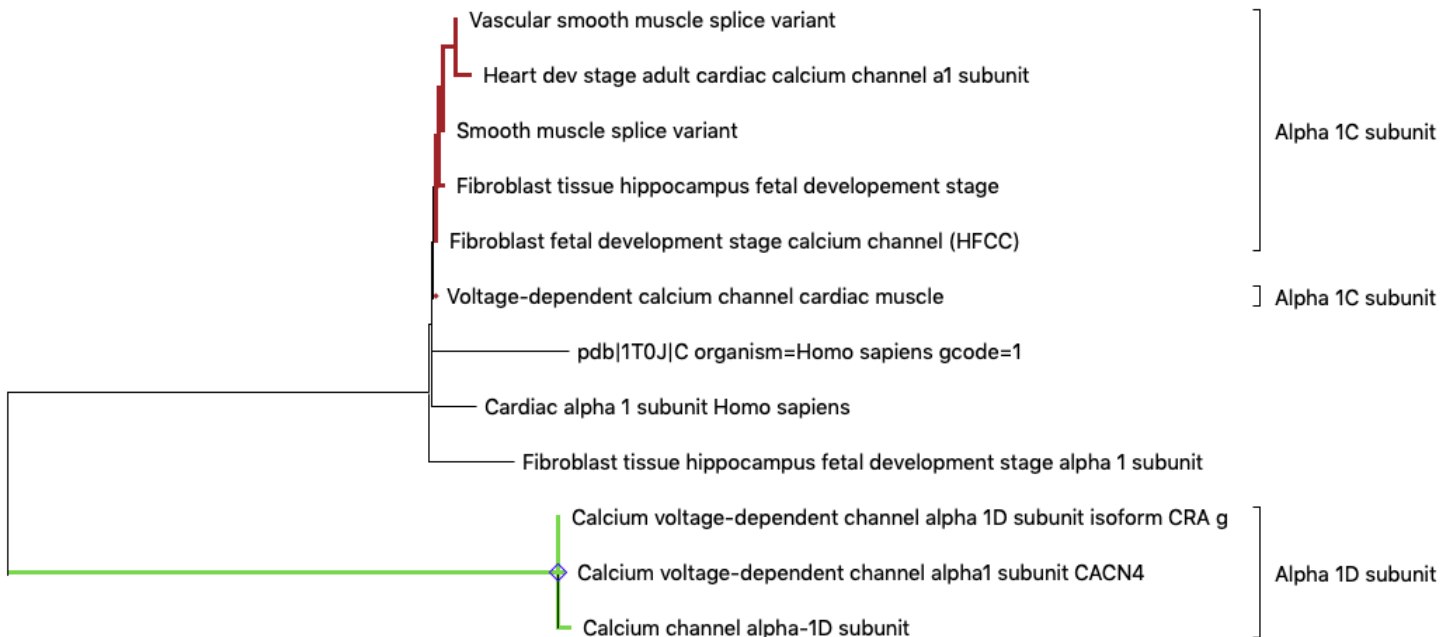 Vascular smooth muscle splice variant
Heart dev stage adult cardiac calcium channel a1 subunit
Smooth muscle splice variant
Alpha 1C subunit
Fibroblast tissue hippocampus fetal developement stage
Fibroblast fetal development stage calcium channel (HFCC)
Voltage-dependent calcium channel cardiac muscle
Alpha 1C subunit
pdb|1T0J|C organism=Homo sapiens gcode=1
Cardiac alpha 1 subunit Homo sapiens
Fibroblast tissue hippocampus fetal development stage alpha 1 subunit
Calcium voltage-dependent channel alpha 1D subunit isoform CRA g
Calcium voltage-dependent channel alpha1 subunit CACN4
Alpha 1D subunit
Calcium channel alpha-1D subunit